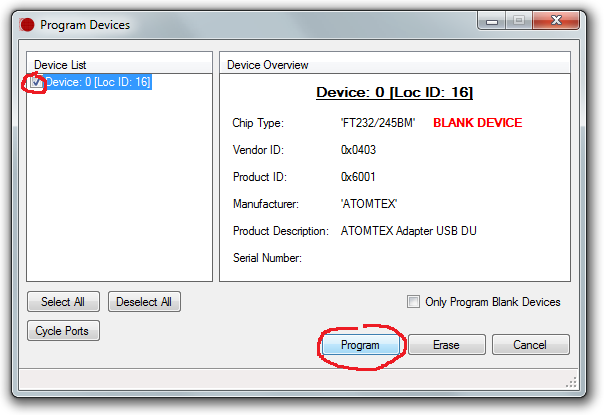 Program Devices
Device List
Device: 0 [Loc ID: 16]
Device Overview
Device: 0 [Loc ID: 16]
Chip Type: 'FT232/245BM' BLANK DEVICE
Vendor ID: 0x0403
Product ID: 0x6001
Manufacturer: 'ATOMTEX'
Product Description: ATOMTEX Adapter USB DU
Serial Number:
Select All Deselect All
Only Program Blank Devices
Cycle Ports
Program Erase Cancel